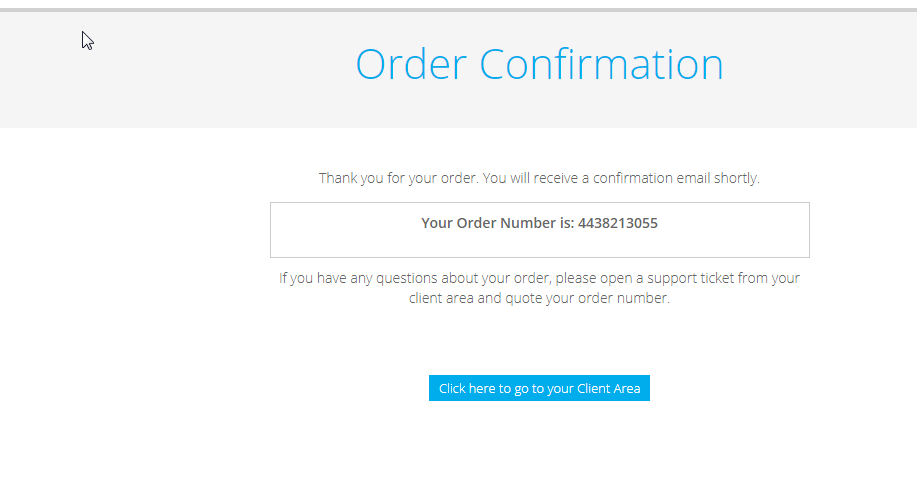 Order Confirmation
Thank you for your order. You will receive a confirmation email shortly.
Your Order Number is: 4438213055
If you have any questions about your order, please open a support ticket from your
client area and quote your order number.
Click here to go to your Client Area